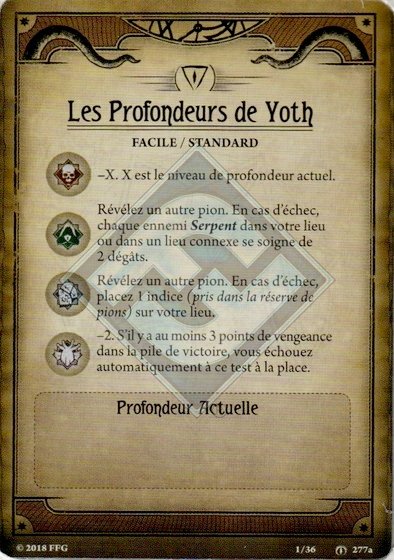 Les Profondeurs de Yoth
FACILE / STANDARD
–X. X est le niveau de profondeur actuel.
Révélez un autre pion. En cas d'échec,
chaque ennemi Serpent dans votre lieu
ou dans un lieu connexe se soigne de
2 dégâts.
Révélez un autre pion. En cas d'échec,
placez 1 indice (pris dans la réserve de
pions) sur votre lieu.
–2. S'il y a au moins 3 points de vengeance
dans la pile de victoire, vous échouez
automatiquement à ce test à la place.
Profondeur Actuelle
© 2018 FFG
1/36
277a